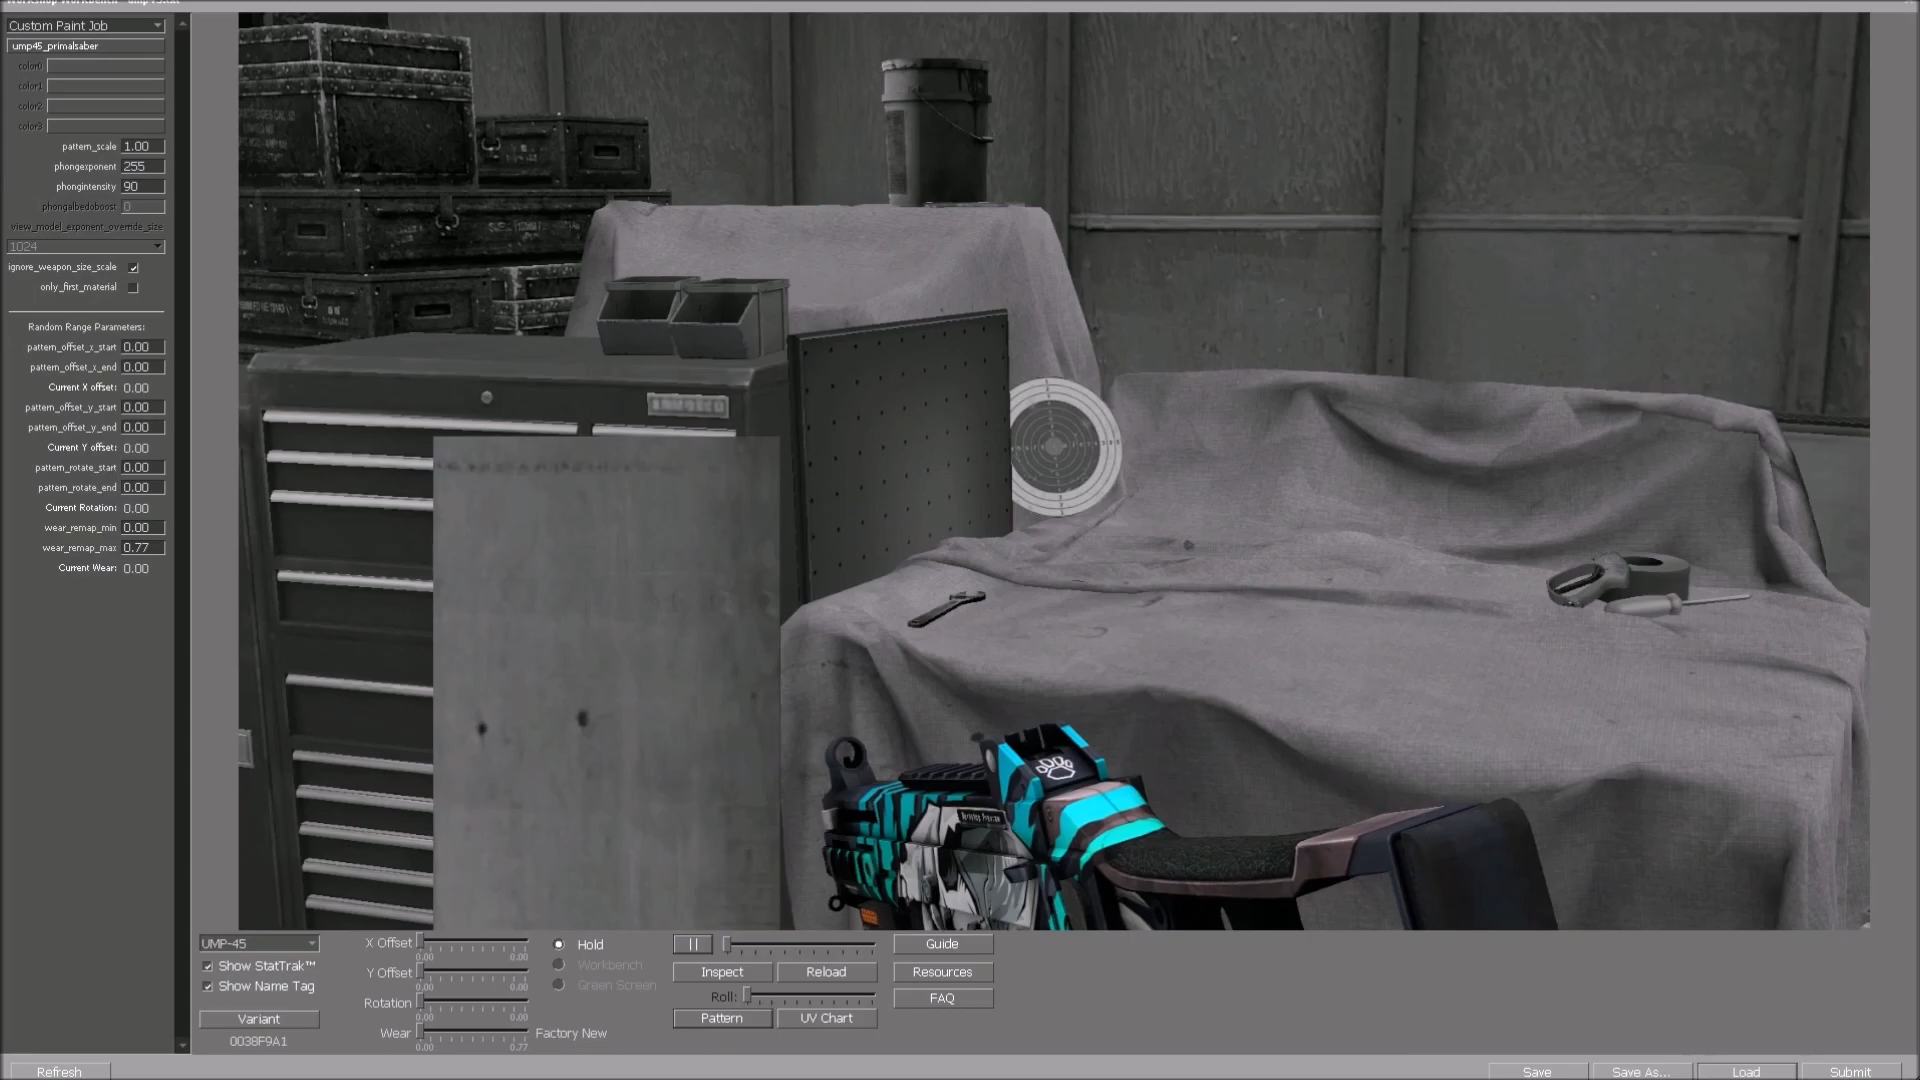 Custom Paint Job
ump45_primalsaber
color0
color1
color2
color3
pattern_scale 1.00
phongexponent 255
phongintensity 90
phongalbedoboost 0
view_model_exponent_override_size
1024
ignore_weapon_size_scale
only_first_material
Random Range Parameters:
pattern_offset_x_start 0.00
pattern_offset_x_end 0.00
Current X offset: 0.00
pattern_offset_y_start 0.00
pattern_offset_y_end 0.00
Current Y offset: 0.00
pattern_rotate_start 0.00
pattern_rotate_end 0.00
Current Rotation: 0.00
wear_remap_min 0.00
wear_remap_max 0.77
Current Wear: 0.00
UMP-45
Show StatTrak™
Show Name Tag
Variant
0038F9A1
X Offset
0.00 0.00
Y Offset
0.00 0.00
Rotation
0.00 0.00
Wear Factory New
0.00 0.77
Hold
Workbench
Green Screen
Inspect Reload
Roll:
Pattern UV Chart
Guide
Resources
FAQ
Refresh
Save Save As... Load Submit